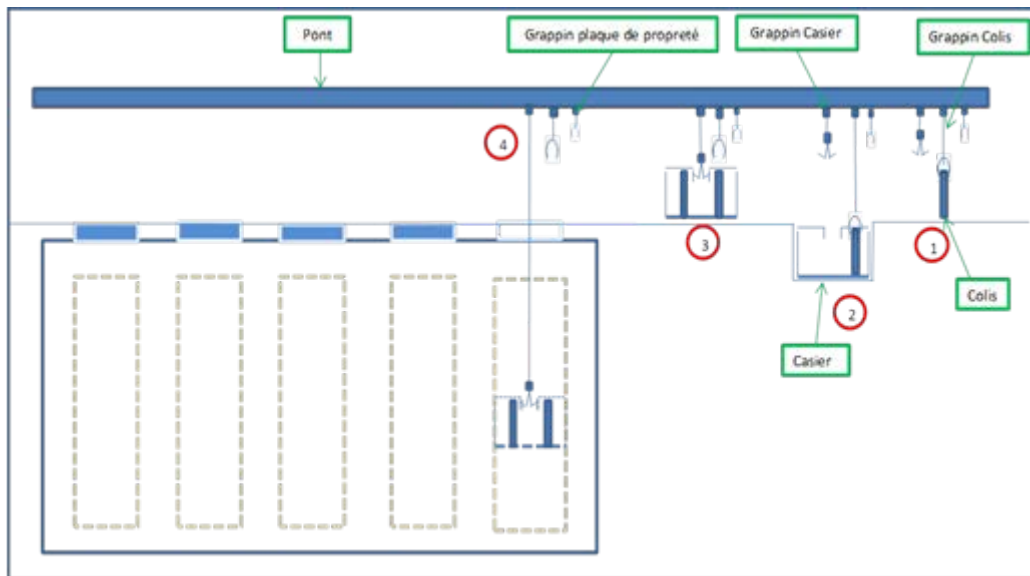 Pont
Grappin plaque de propreté
Grappin Casier
Grappin Colis
4
3
1
2
Colis
Casier